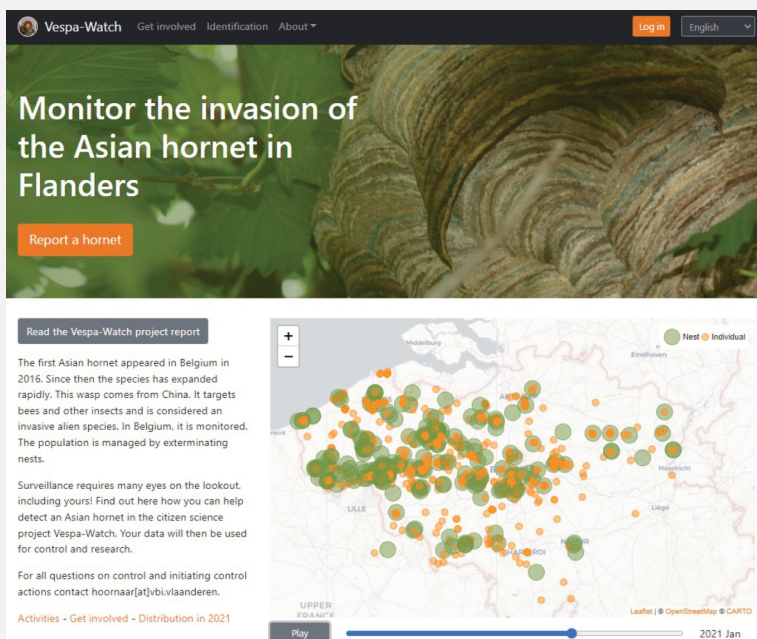 Vespa-Watch Get involved Identification About Log in English
Monitor the invasion of
the Asian hornet in
Flanders
Report a hornet
Read the Vespa-Watch project report
The first Asian hornet appeared in Belgium in
2016. Since then the species has expanded
rapidly. This wasp comes from China. It targets
bees and other insects and is considered an
invasive alien species. In Belgium, it is monitored.
The population is managed by exterminating
nests.
Surveillance requires many eyes on the lookout,
including yours! Find out here how you can help
detect an Asian hornet in the citizen science
project Vespa-Watch. Your data will then be used
for control and research.
For all questions on control and initiating control
actions contact hoornaar[at]vbi.vlaanderen.
Activities - Get involved - Distribution in 2021
+
−
Nest Individual
Middelburg
Eindhoven
Maastricht
LILLE
Liège
UPPER
FRANCE
Leaflet | © OpenStreetMap © CARTO
Play 2021 Jan